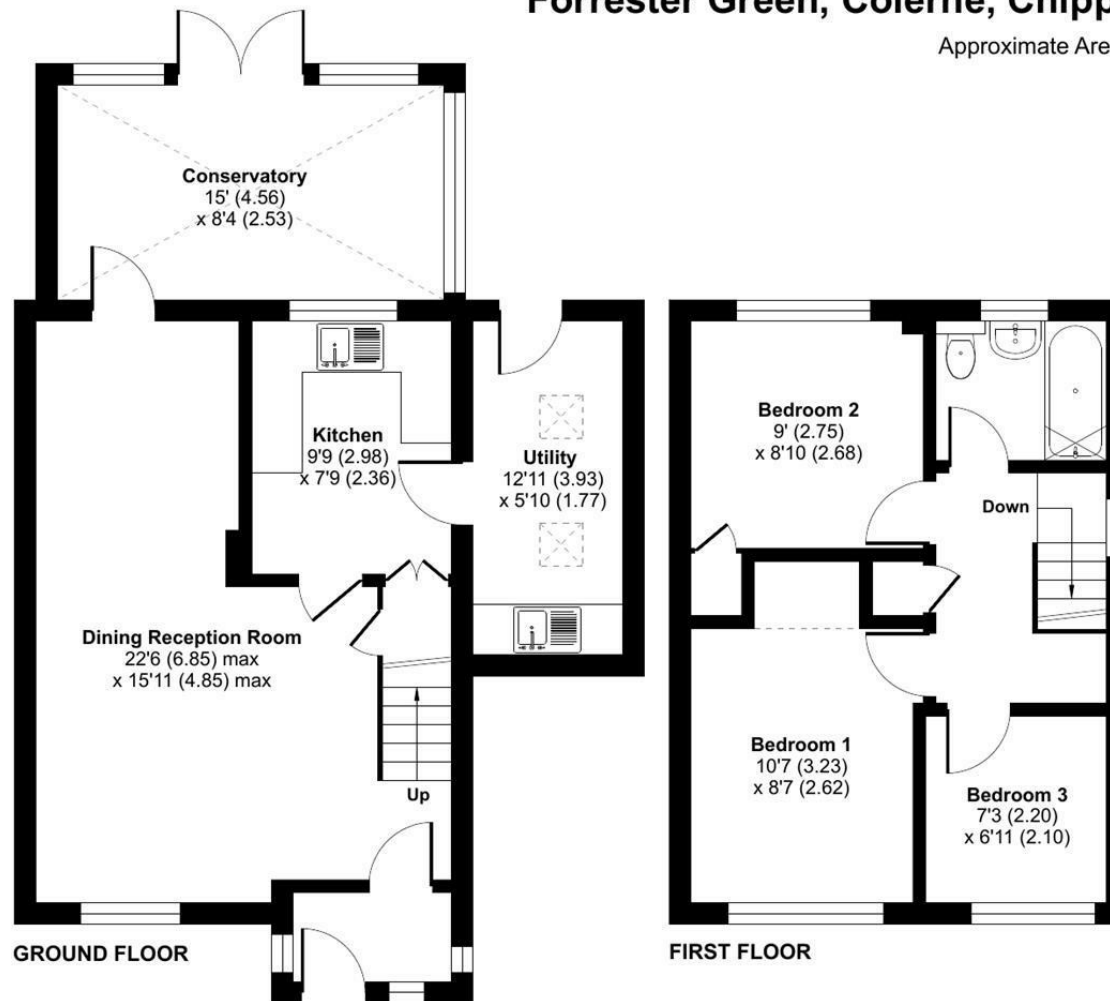 Forrester Green, Colerne, Chipp
Approximate Are
Conservatory
15' (4.56)
x 8'4 (2.53)
Kitchen
9'9 (2.98)
x 7'9 (2.36)
Utility
12'11 (3.93)
x 5'10 (1.77)
Dining Reception Room
22'6 (6.85) max
x 15'11 (4.85) max
Up
GROUND FLOOR
Bedroom 2
9' (2.75)
x 8'10 (2.68)
Down
Bedroom 1
10'7 (3.23)
x 8'7 (2.62)
Bedroom 3
7'3 (2.20)
x 6'11 (2.10)
FIRST FLOOR